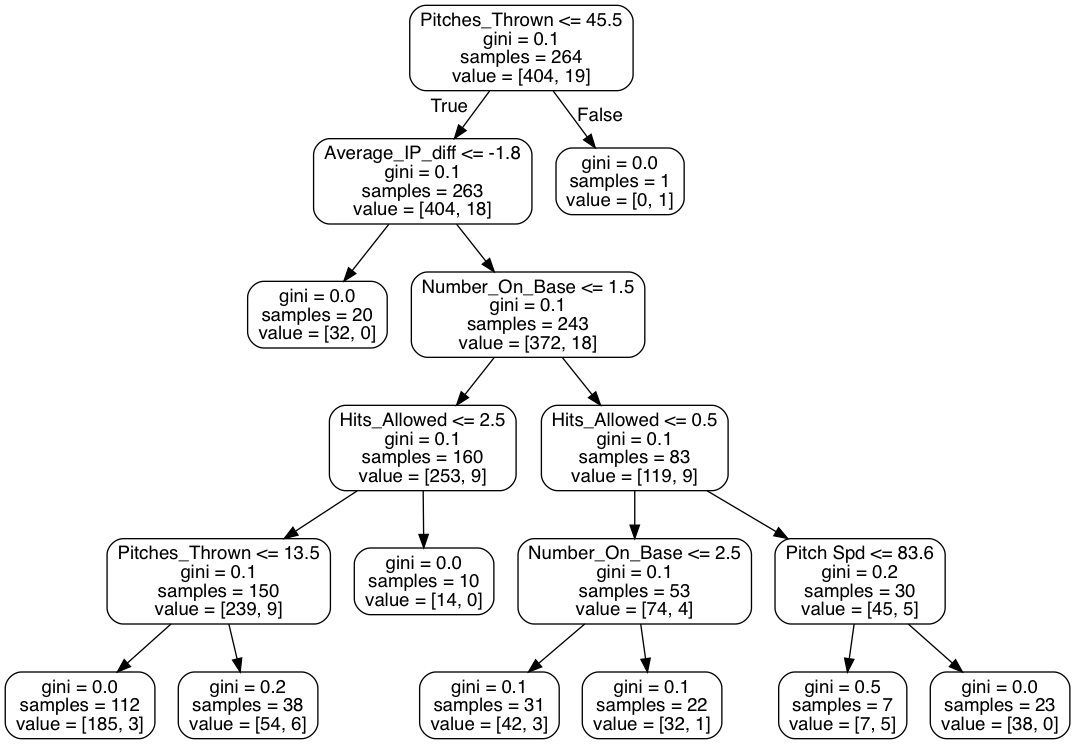 Pitches_Thrown <= 45.5
gini = 0.1
samples = 264
value = [404, 19]
True
False
Average_IP_diff <= -1.8
gini = 0.1
samples = 263
value = [404, 18]
gini = 0.0
samples = 1
value = [0, 1]
gini = 0.0
samples = 20
value = [32, 0]
Number_On_Base <= 1.5
gini = 0.1
samples = 243
value = [372, 18]
Hits_Allowed <= 2.5
gini = 0.1
samples = 160
value = [253, 9]
Hits_Allowed <= 0.5
gini = 0.1
samples = 83
value = [119, 9]
Pitches_Thrown <= 13.5
gini = 0.1
samples = 150
value = [239, 9]
gini = 0.0
samples = 10
value = [14, 0]
Number_On_Base <= 2.5
gini = 0.1
samples = 53
value = [74, 4]
Pitch Spd <= 83.6
gini = 0.2
samples = 30
value = [45, 5]
gini = 0.0
samples = 112
value = [185, 3]
gini = 0.2
samples = 38
value = [54, 6]
gini = 0.1
samples = 31
value = [42, 3]
gini = 0.1
samples = 22
value = [32, 1]
gini = 0.5
samples = 7
value = [7, 5]
gini = 0.0
samples = 23
value = [38, 0]